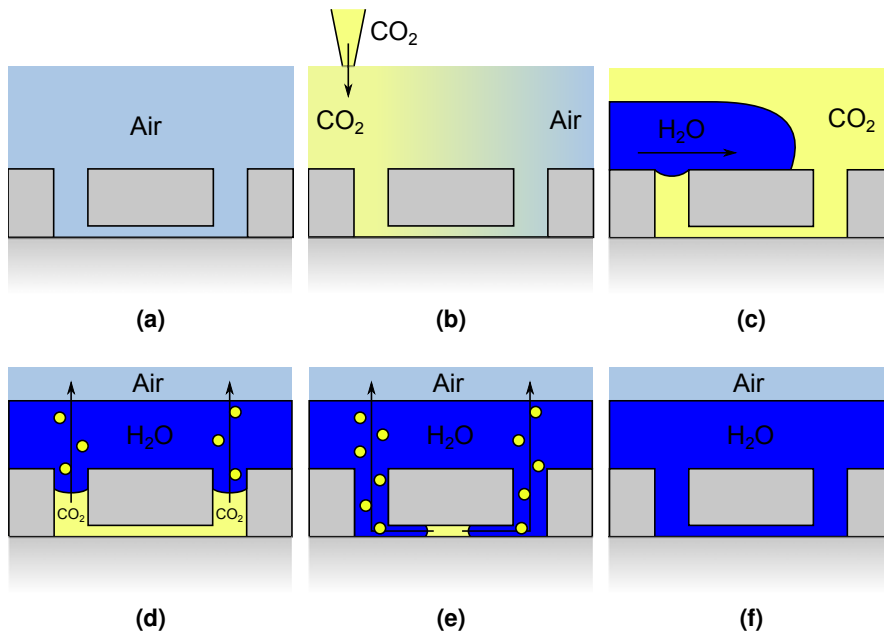 Air
(a)
CO₂
CO₂
Air
(b)
H₂O
CO₂
(c)
Air
H₂O
CO₂
CO₂
(d)
Air
H₂O
(e)
Air
H₂O
(f)